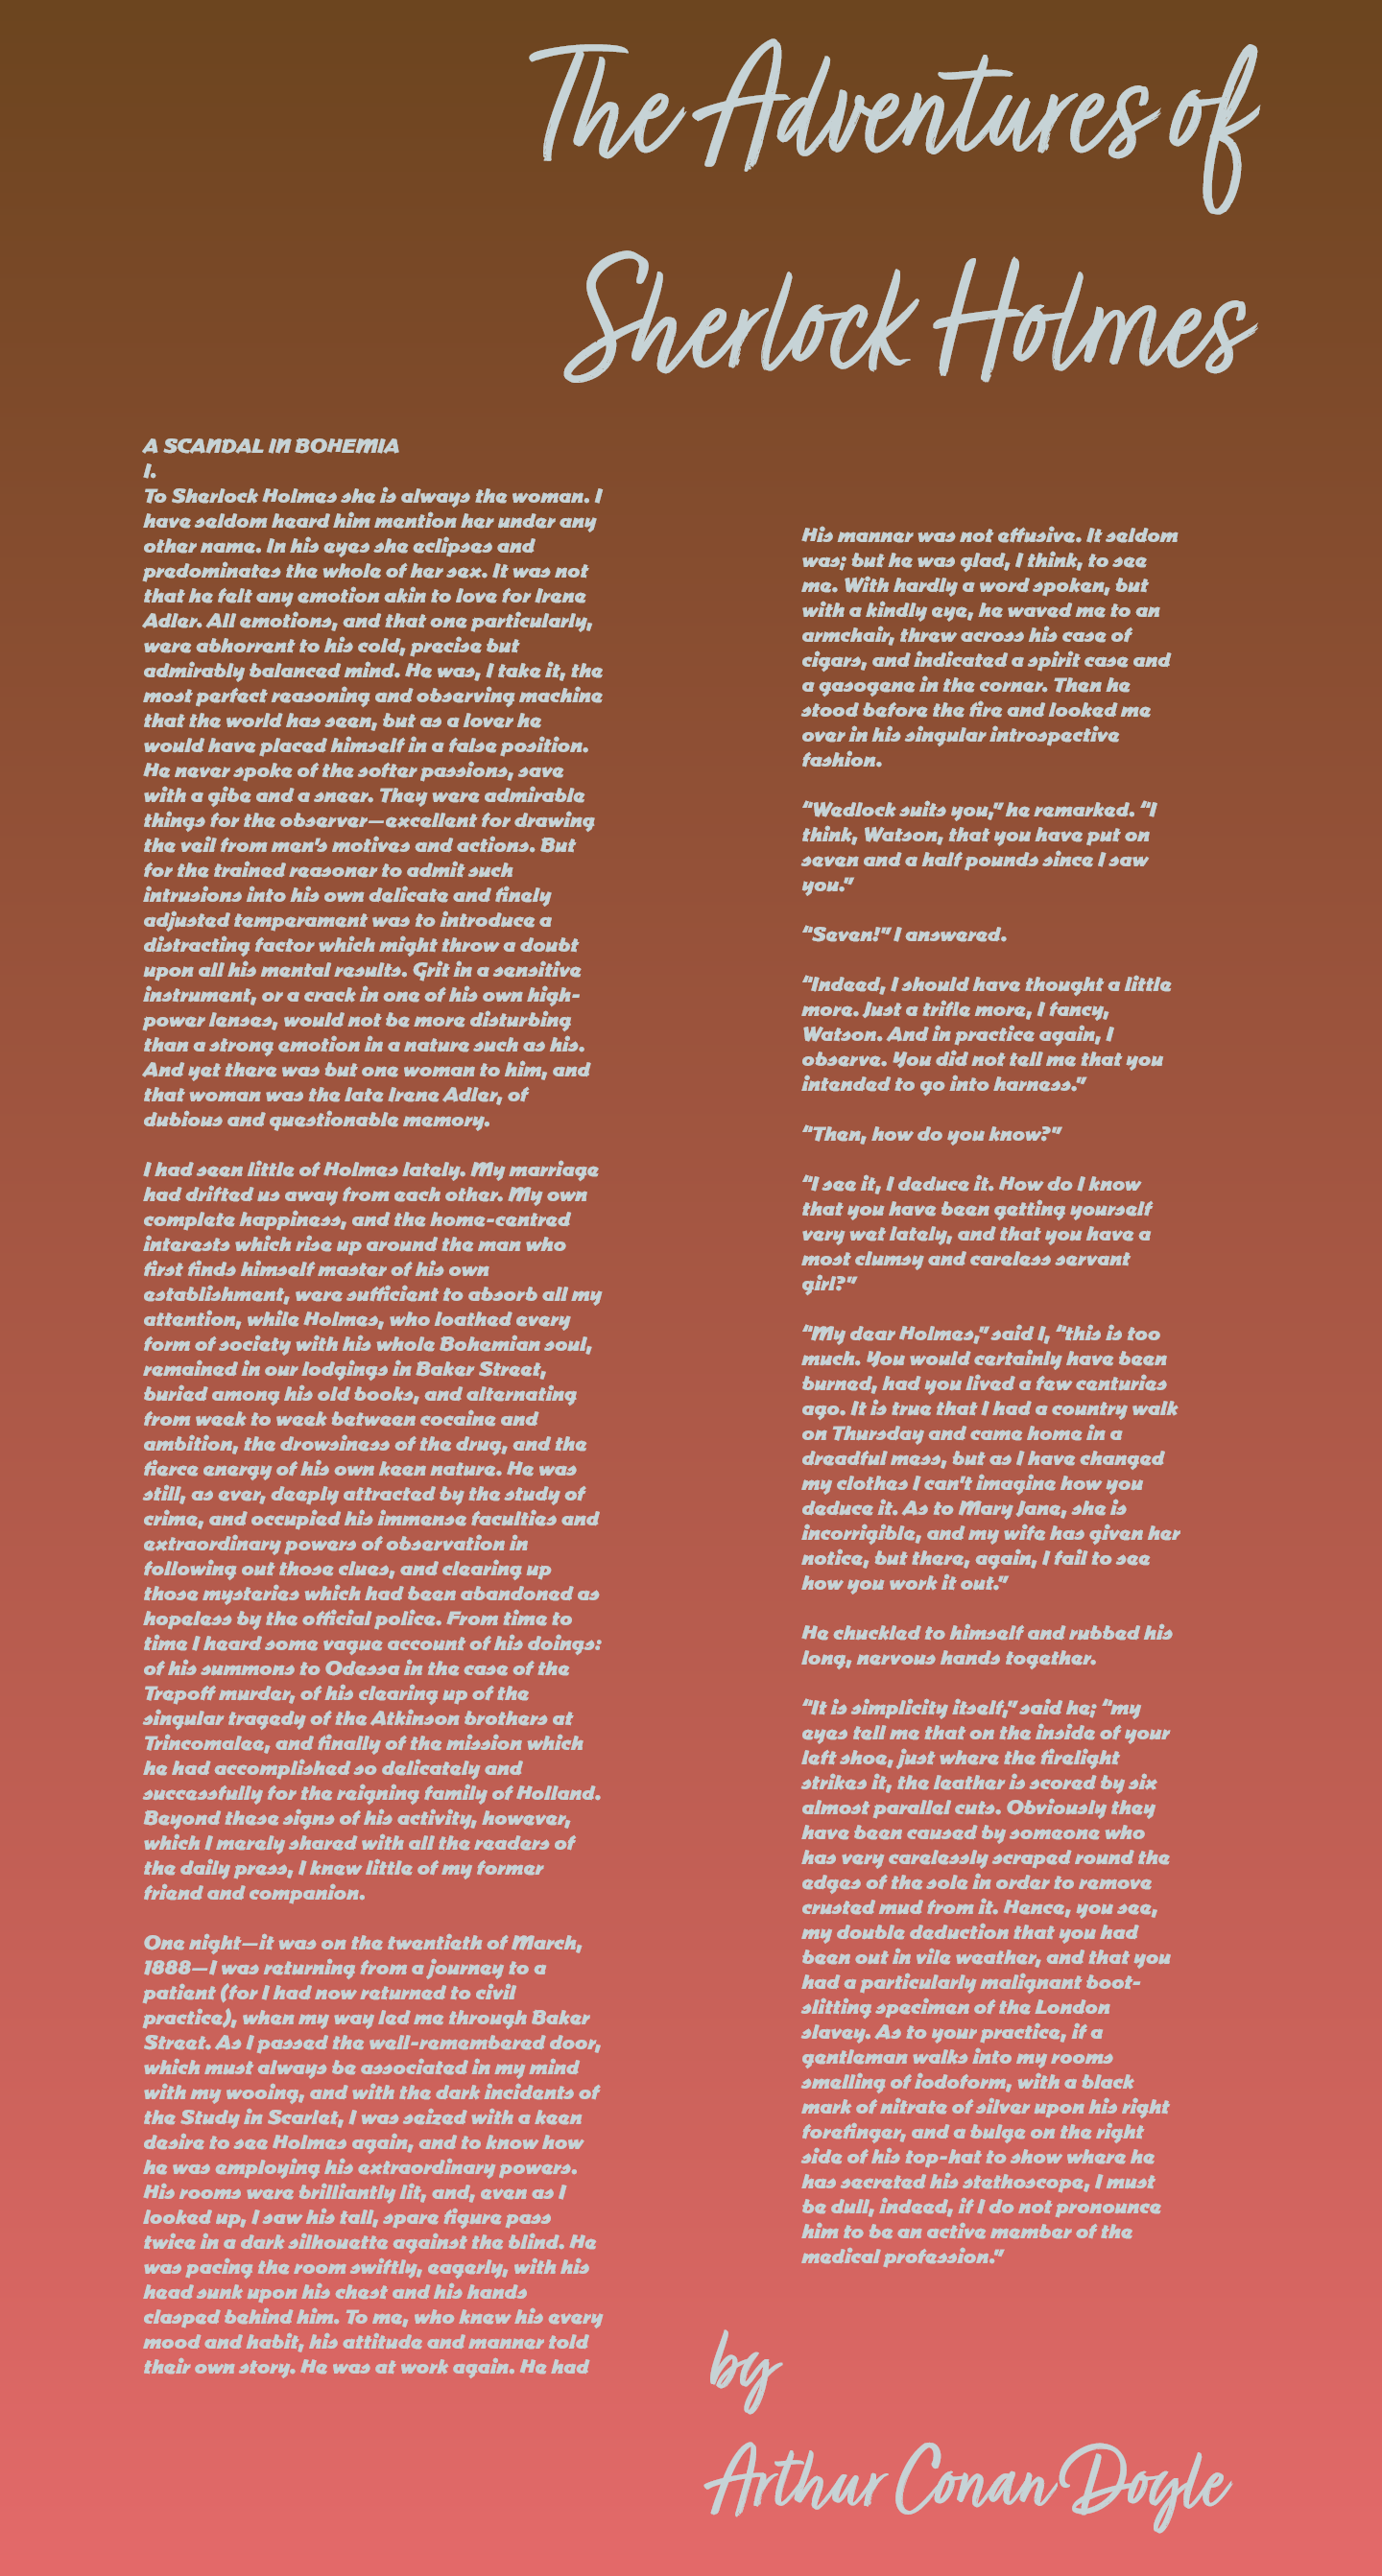 The Adventures of
Sherlock Holmes
A SCANDAL IN BOHEMIA
I.
To Sherlock Holmes she is always the woman. I
have seldom heard him mention her under any
other name. In his eyes she eclipses and
predominates the whole of her sex. It was not
that he felt any emotion akin to love for Irene
Adler. All emotions, and that one particularly,
were abhorrent to his cold, precise but
admirably balanced mind. He was, I take it, the
most perfect reasoning and observing machine
that the world has seen, but as a lover he
would have placed himself in a false position.
He never spoke of the softer passions, save
with a gibe and a sneer. They were admirable
things for the observer—excellent for drawing
the veil from men's motives and actions. But
for the trained reasoner to admit such
intrusions into his own delicate and finely
adjusted temperament was to introduce a
distracting factor which might throw a doubt
upon all his mental results. Grit in a sensitive
instrument, or a crack in one of his own high-
power lenses, would not be more disturbing
than a strong emotion in a nature such as his.
And yet there was but one woman to him, and
that woman was the late Irene Adler, of
dubious and questionable memory.
I had seen little of Holmes lately. My marriage
had drifted us away from each other. My own
complete happiness, and the home-centred
interests which rise up around the man who
first finds himself master of his own
establishment, were sufficient to absorb all my
attention, while Holmes, who loathed every
form of society with his whole Bohemian soul,
remained in our lodgings in Baker Street,
buried among his old books, and alternating
from week to week between cocaine and
ambition, the drowsiness of the drug, and the
fierce energy of his own keen nature. He was
still, as ever, deeply attracted by the study of
crime, and occupied his immense faculties and
extraordinary powers of observation in
following out those clues, and clearing up
those mysteries which had been abandoned as
hopeless by the official police. From time to
time I heard some vague account of his doings:
of his summons to Odessa in the case of the
Trepoff murder, of his clearing up of the
singular tragedy of the Atkinson brothers at
Trincomalee, and finally of the mission which
he had accomplished so delicately and
successfully for the reigning family of Holland.
Beyond these signs of his activity, however,
which I merely shared with all the readers of
the daily press, I knew little of my former
friend and companion.
One night—it was on the twentieth of March,
1888—I was returning from a journey to a
patient (for I had now returned to civil
practice), when my way led me through Baker
Street. As I passed the well-remembered door,
which must always be associated in my mind
with my wooing, and with the dark incidents of
the Study in Scarlet, I was seized with a keen
desire to see Holmes again, and to know how
he was employing his extraordinary powers.
His rooms were brilliantly lit, and, even as I
looked up, I saw his tall, spare figure pass
twice in a dark silhouette against the blind. He
was pacing the room swiftly, eagerly, with his
head sunk upon his chest and his hands
clasped behind him. To me, who knew his every
mood and habit, his attitude and manner told
their own story. He was at work again. He had
His manner was not effusive. It seldom
was; but he was glad, I think, to see
me. With hardly a word spoken, but
with a kindly eye, he waved me to an
armchair, threw across his case of
cigars, and indicated a spirit case and
a gasogene in the corner. Then he
stood before the fire and looked me
over in his singular introspective
fashion.
“Wedlock suits you,” he remarked. “I
think, Watson, that you have put on
seven and a half pounds since I saw
you.”
“Seven!” I answered.
“Indeed, I should have thought a little
more. Just a trifle more, I fancy,
Watson. And in practice again, I
observe. You did not tell me that you
intended to go into harness.”
“Then, how do you know?”
“I see it, I deduce it. How do I know
that you have been getting yourself
very wet lately, and that you have a
most clumsy and careless servant
girl?”
“My dear Holmes,” said I, “this is too
much. You would certainly have been
burned, had you lived a few centuries
ago. It is true that I had a country walk
on Thursday and came home in a
dreadful mess, but as I have changed
my clothes I can't imagine how you
deduce it. As to Mary Jane, she is
incorrigible, and my wife has given her
notice, but there, again, I fail to see
how you work it out.”
He chuckled to himself and rubbed his
long, nervous hands together.
“It is simplicity itself,” said he; “my
eyes tell me that on the inside of your
left shoe, just where the firelight
strikes it, the leather is scored by six
almost parallel cuts. Obviously they
have been caused by someone who
has very carelessly scraped round the
edges of the sole in order to remove
crusted mud from it. Hence, you see,
my double deduction that you had
been out in vile weather, and that you
had a particularly malignant boot-
slitting specimen of the London
slavey. As to your practice, if a
gentleman walks into my rooms
smelling of iodoform, with a black
mark of nitrate of silver upon his right
forefinger, and a bulge on the right
side of his top-hat to show where he
has secreted his stethoscope, I must
be dull, indeed, if I do not pronounce
him to be an active member of the
medical profession.”
by
Arthur Conan Doyle